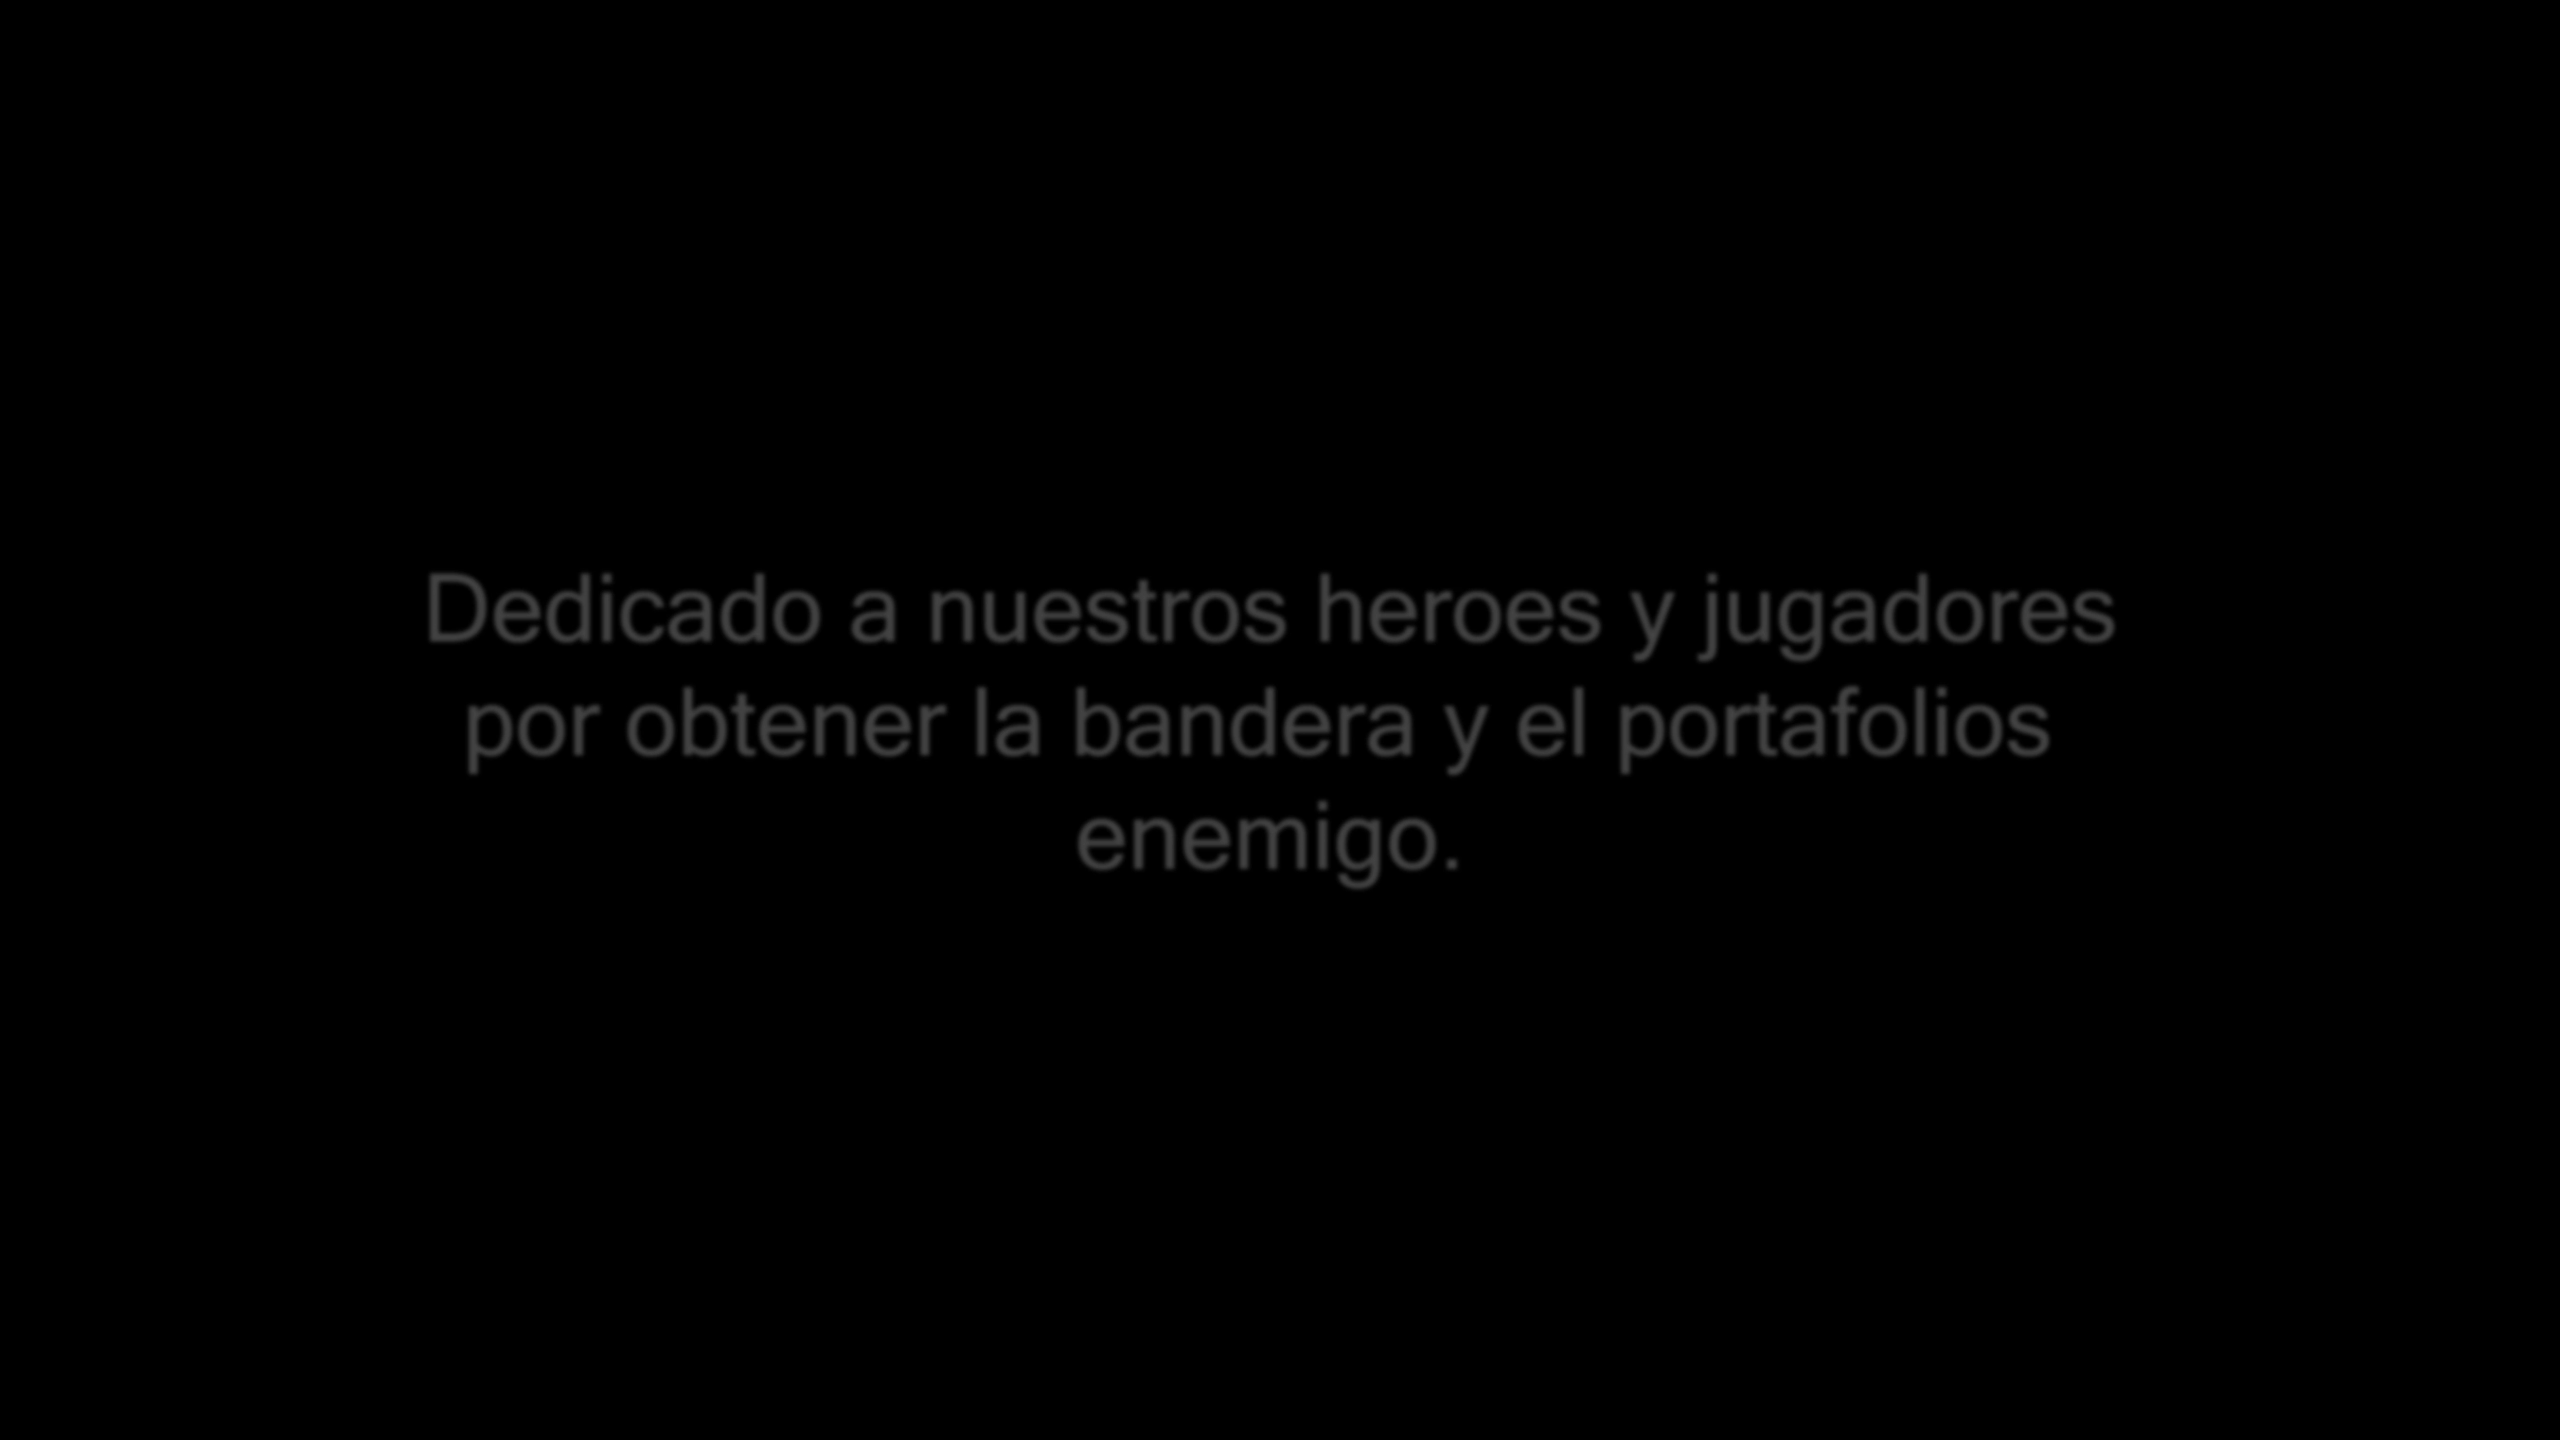 Dedicado a nuestros heroes y jugadores
por obtener la bandera y el portafolios
enemigo.